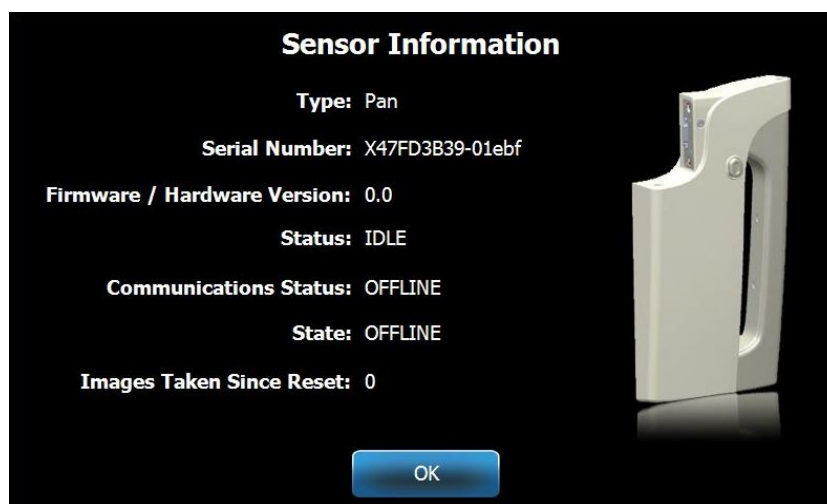 Sensor Information
Type: Pan
Serial Number: X47FD3B39-01ebf
Firmware / Hardware Version: 0.0
Status: IDLE
Communications Status: OFFLINE
State: OFFLINE
Images Taken Since Reset: 0
OK